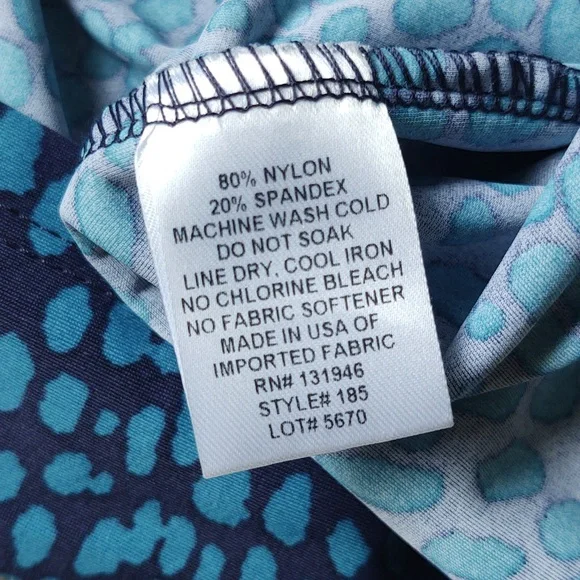 80% NYLON
20% SPANDEX
MACHINE WASH COLD
DO NOT SOAK
LINE DRY, COOL IRON
NO CHLORINE BLEACH
NO FABRIC SOFTENER
MADE IN USA OF
IMPORTED FABRIC
RN# 131946
STYLE# 185
LOT# 5670